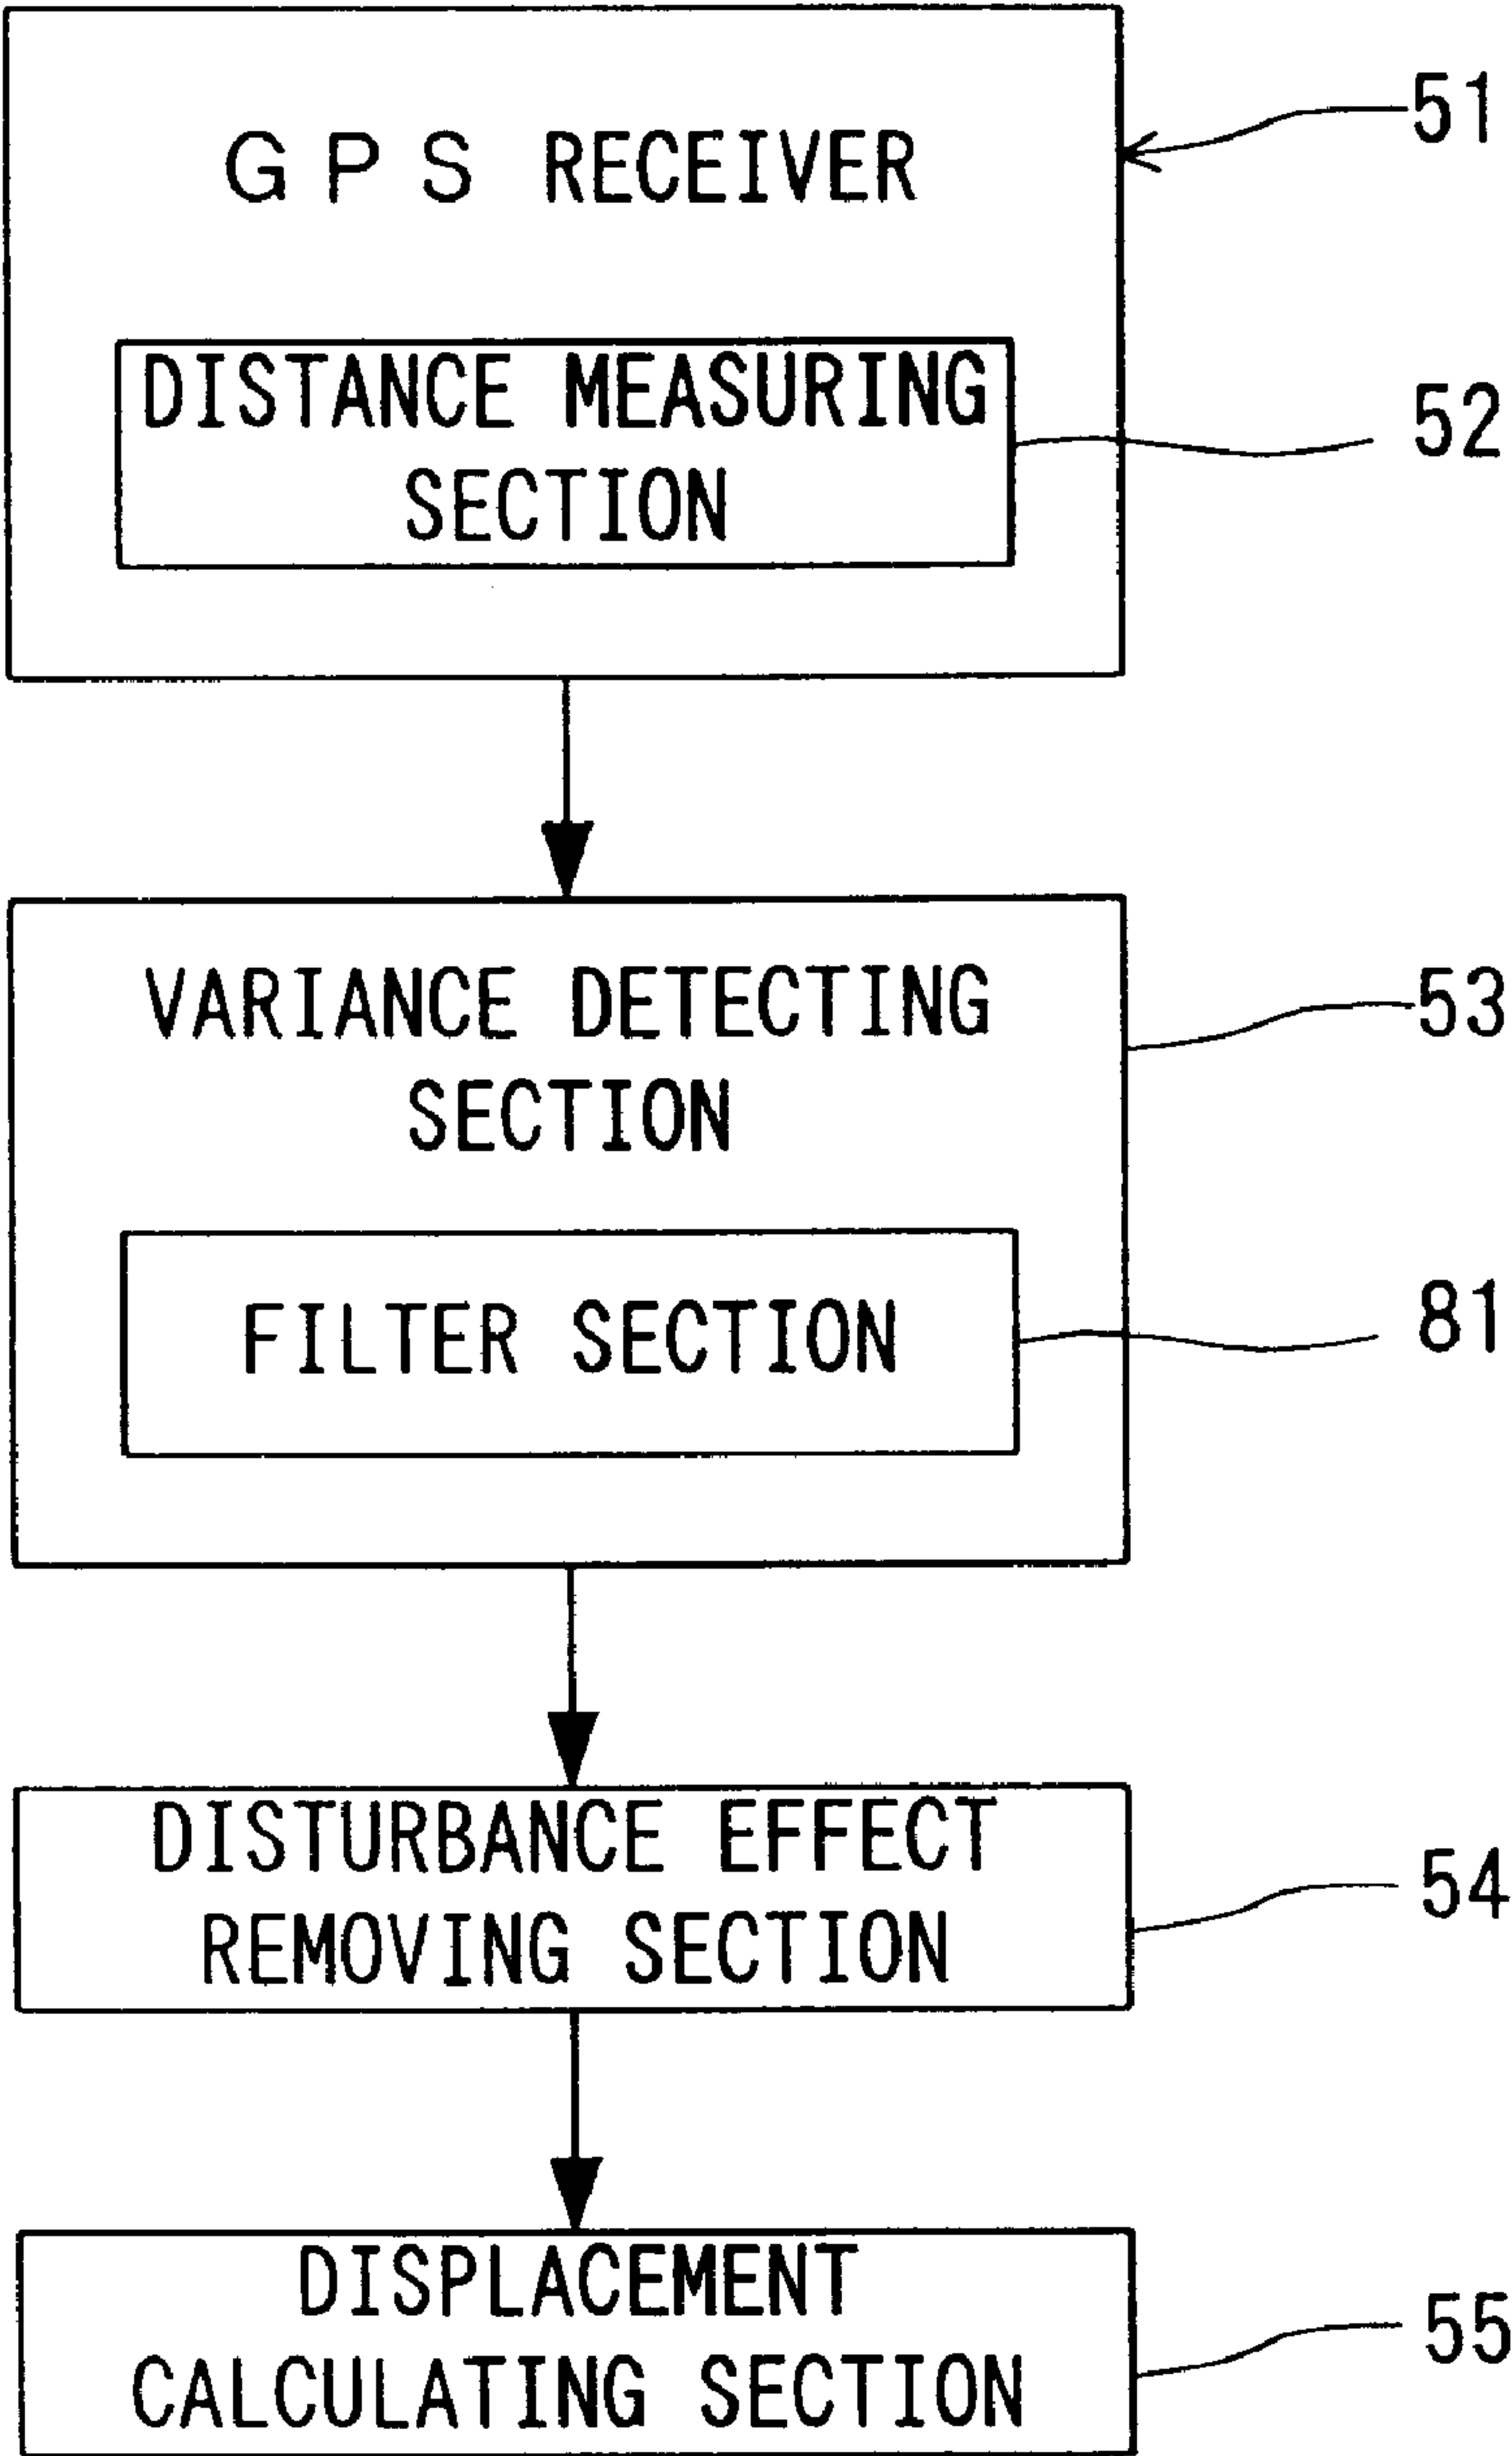 GPS RECEIVER
51
DISTANCE MEASURING
SECTION
52
VARIANCE DETECTING
SECTION
53
FILTER SECTION
81
DISTURBANCE EFFECT
REMOVING SECTION
54
DISPLACEMENT
CALCULATING SECTION
55